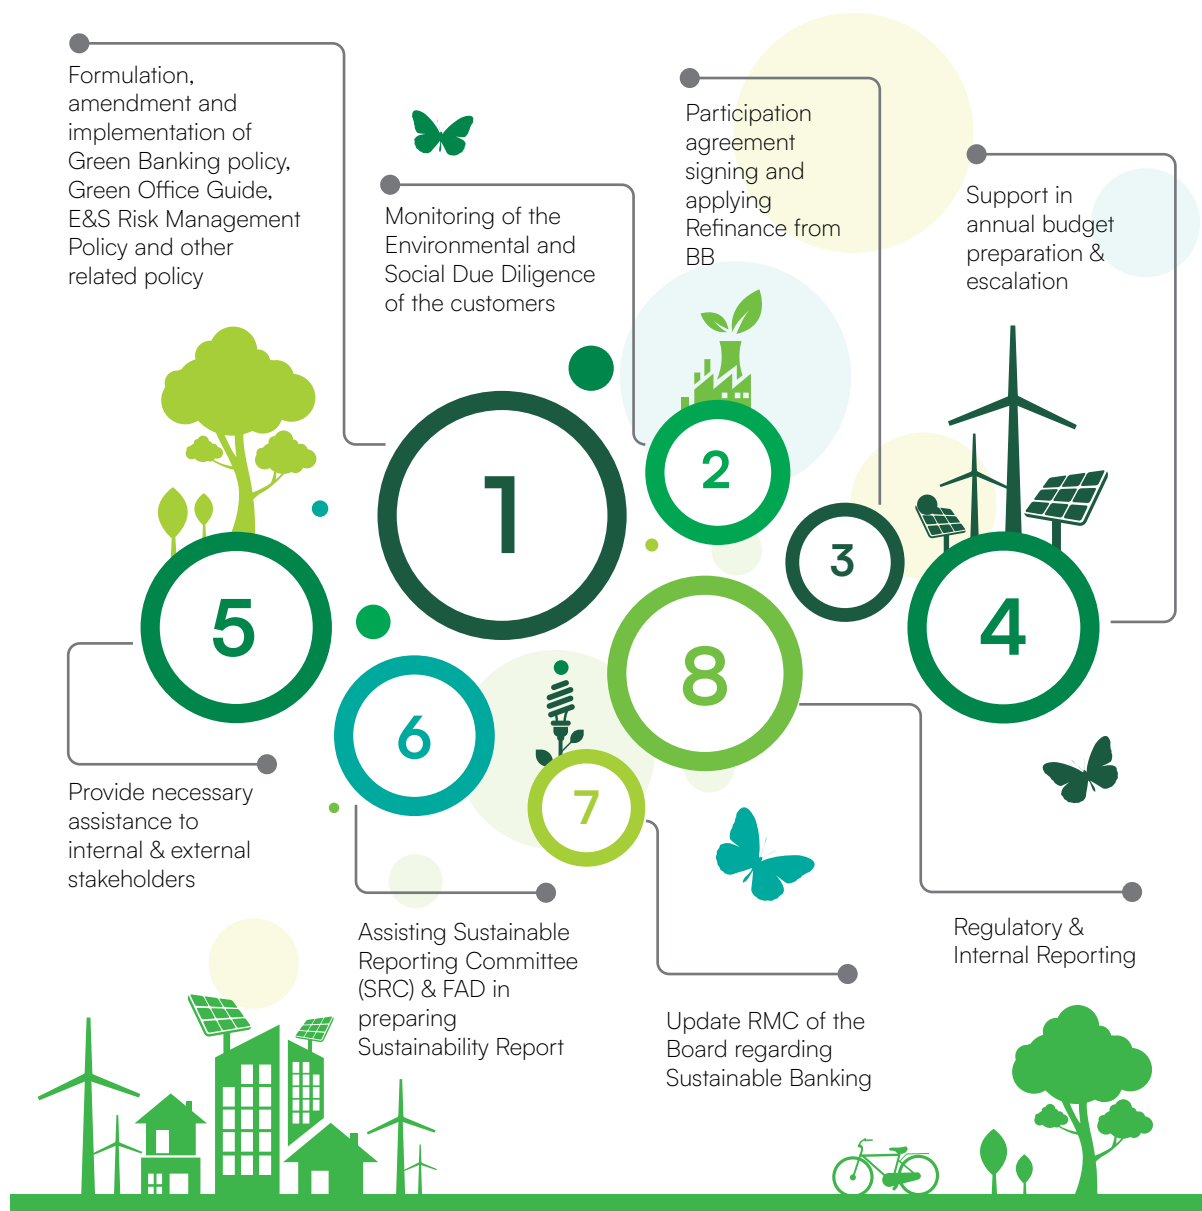 Formulation,
amendment and
implementation of
Green Banking policy,
Green Office Guide,
E&S Risk Management
Policy and other
related policy
Monitoring of the
Environmental and
Social Due Diligence
of the customers
Participation
agreement
signing and
applying
Refinance from
BB
Support in
annual budget
preparation &
escalation
1
2
3
4
5
6
7
8
Provide necessary
assistance to
internal & external
stakeholders
Assisting Sustainable
Reporting Committee
(SRC) & FAD in
preparing
Sustainability Report
Update RMC of the
Board regarding
Sustainable Banking
Regulatory &
Internal Reporting